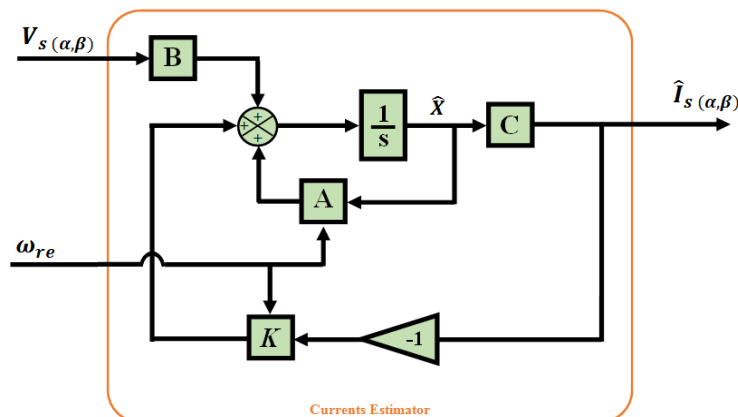 V_s (α,β)
B
+
+
+
1
s
X̂
C
Î_s (α,β)
A
ω_re
K
-1
Currents Estimator